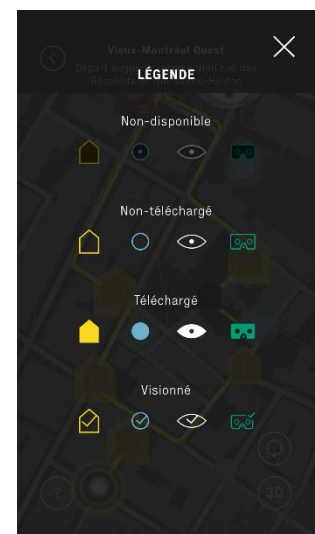 Vieux-Montréal Ouest
LÉGENDE
Non-disponible
Non-téléchargé
Téléchargé
Visionné
?
3D